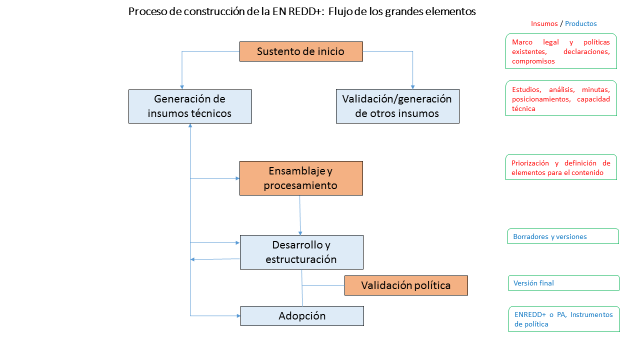 Proceso de construcción de la EN REDD+: Flujo de los grandes elementos
Insumos / Productos
Sustento de inicio
Marco legal y políticas
existentes, declaraciones,
compromisos
Generación de
insumos técnicos
Validación/generación
de otros insumos
Estudios, análisis, minutas,
posicionamientos, capacidad
técnica
Ensamblaje y
procesamiento
Priorización y definición de
elementos para el contenido
Desarrollo y
estructuración
Borradores y versiones
Validación política
Versión final
Adopción
ENREDD+ o PA, Instrumentos
de política